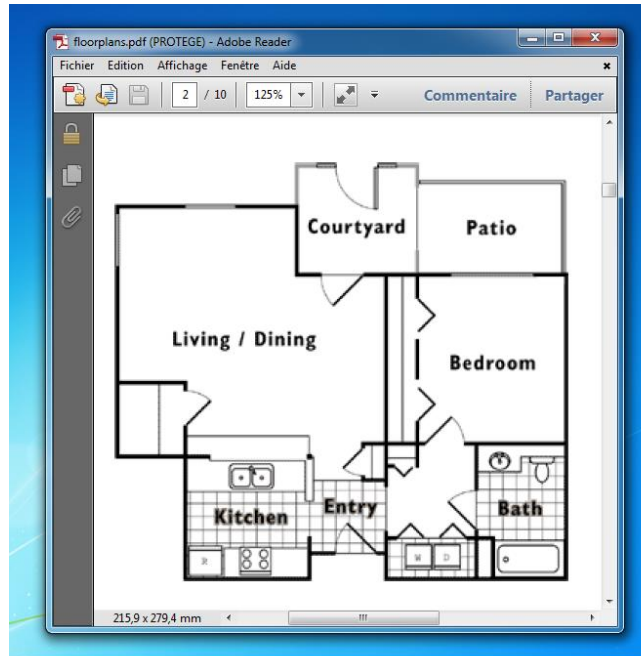 floorplans.pdf (PROTEGE) - Adobe Reader
Fichier Edition Affichage Fenêtre Aide
2 / 10 125% Commentaire Partager
Courtyard Patio
Living / Dining
Bedroom
Kitchen Entry Bath
R W D
215,9 x 279,4 mm